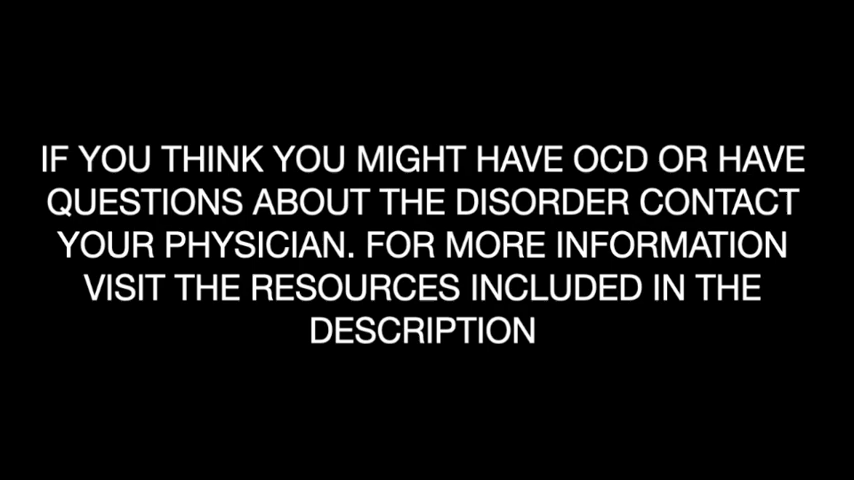 IF YOU THINK YOU MIGHT HAVE OCD OR HAVE
QUESTIONS ABOUT THE DISORDER CONTACT
YOUR PHYSICIAN. FOR MORE INFORMATION
VISIT THE RESOURCES INCLUDED IN THE
DESCRIPTION